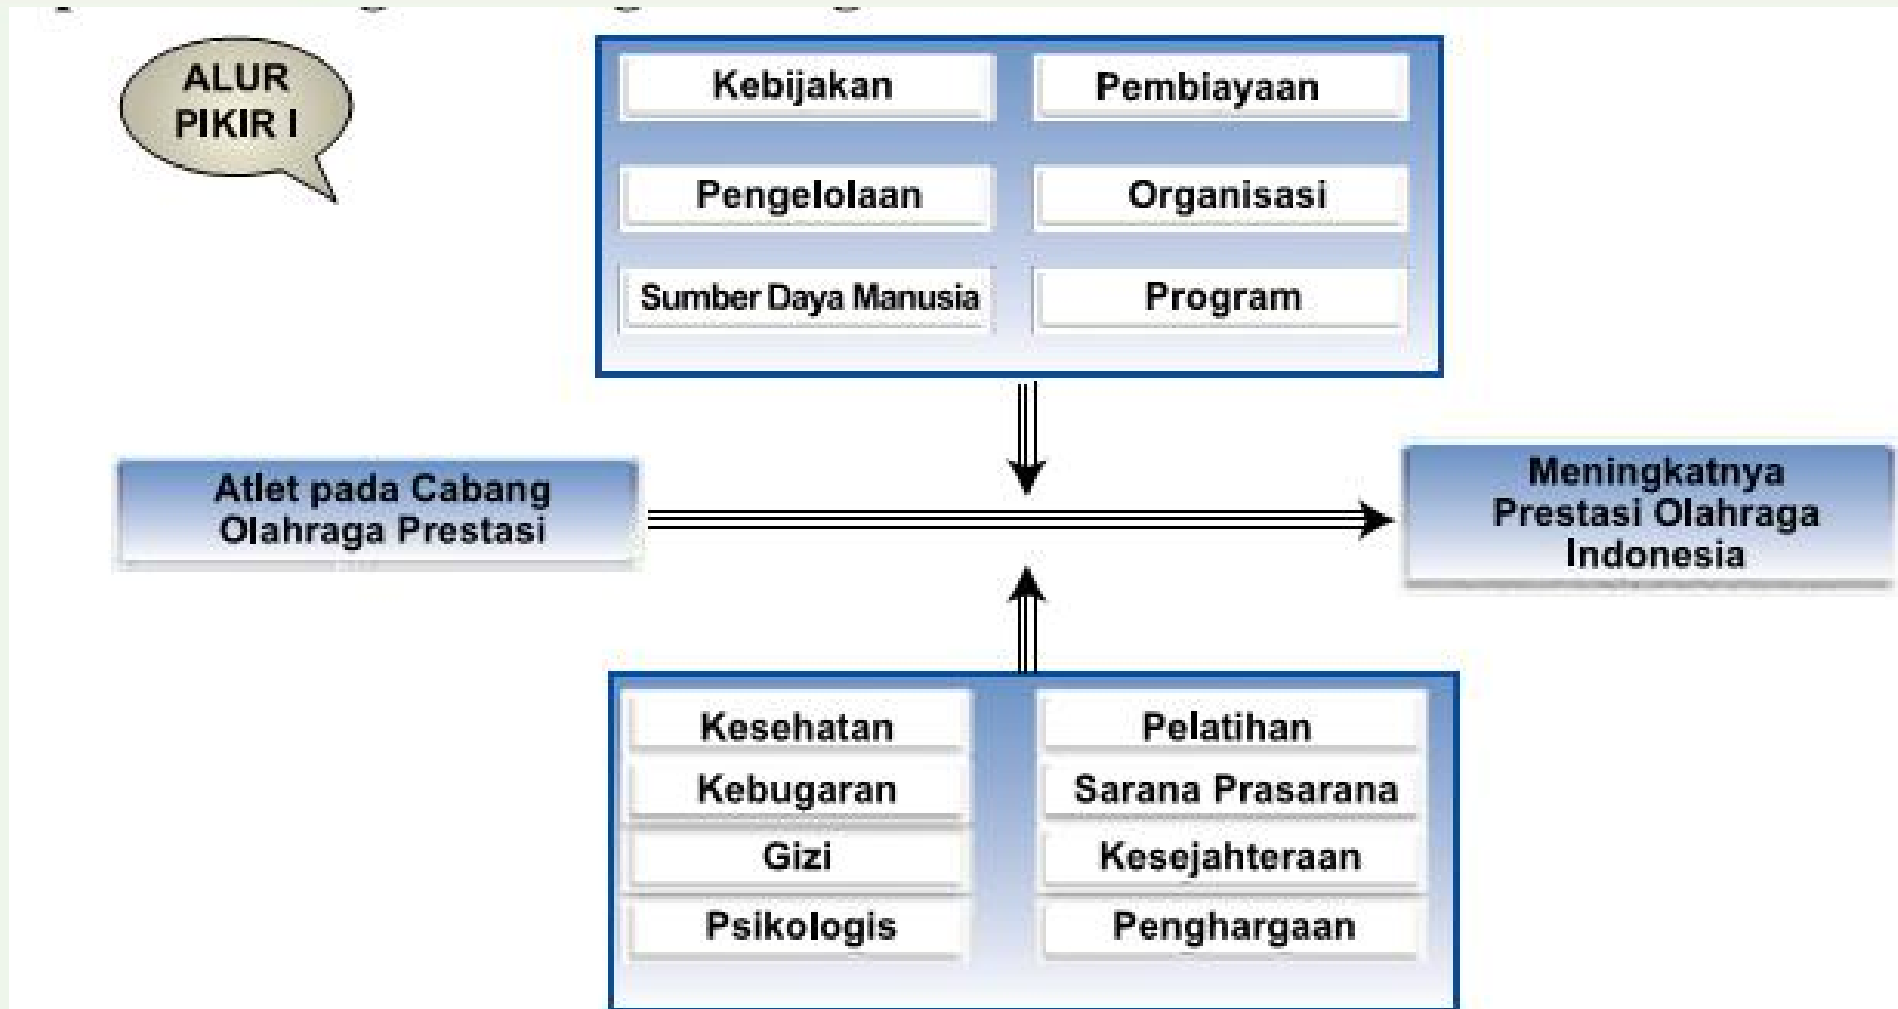 ALUR
PIKIR I
Kebijakan
Pembiayaan
Pengelolaan
Organisasi
Sumber Daya Manusia
Program
Atlet pada Cabang
Olahraga Prestasi
Meningkatnya
Prestasi Olahraga
Indonesia
Kesehatan
Pelatihan
Kebugaran
Sarana Prasarana
Gizi
Kesejahteraan
Psikologis
Penghargaan